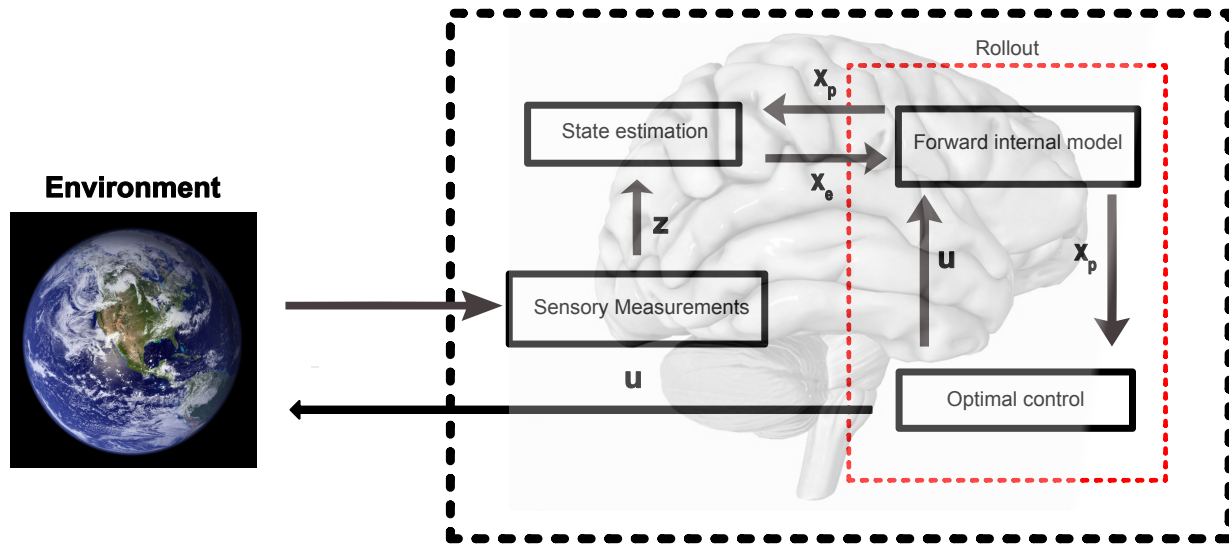 Rollout
Xp
State estimation
Forward internal model
Xe
Environment
z
u
Xp
Sensory Measurements
u
Optimal control